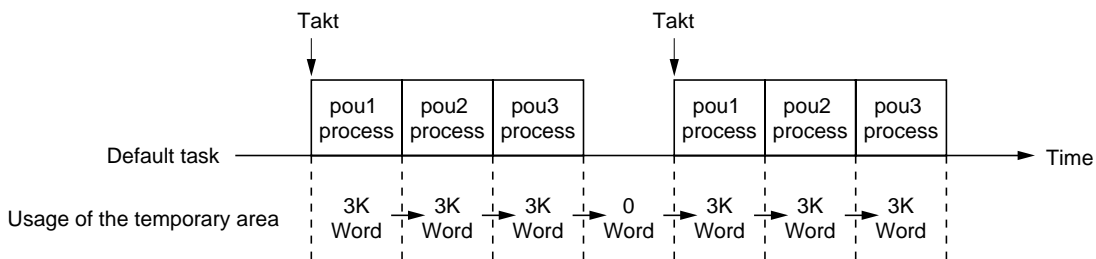 Takt
Takt
pou1 process
pou2 process
pou3 process
pou1 process
pou2 process
pou3 process
Default task
Time
Usage of the temporary area
3K Word
3K Word
3K Word
0 Word
3K Word
3K Word
3K Word